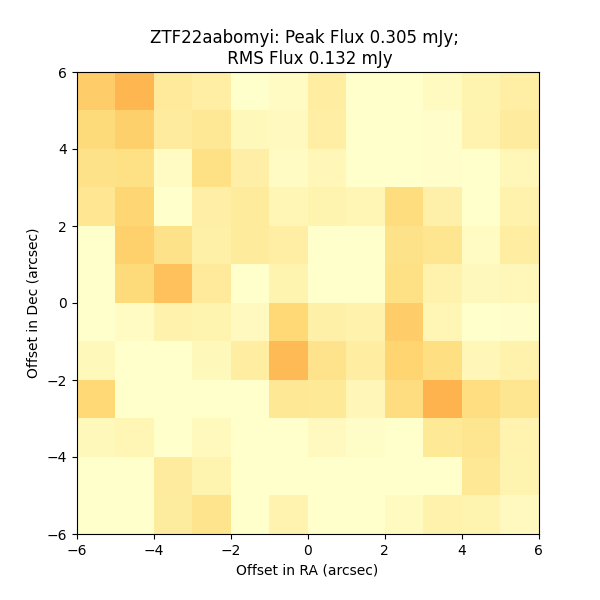 ZTF22aabomyi: Peak Flux 0.305 mJy;
RMS Flux 0.132 mJy
6
4
2
0
−2
−4
−6
Offset in Dec (arcsec)
−6 −4 −2 0 2 4 6
Offset in RA (arcsec)